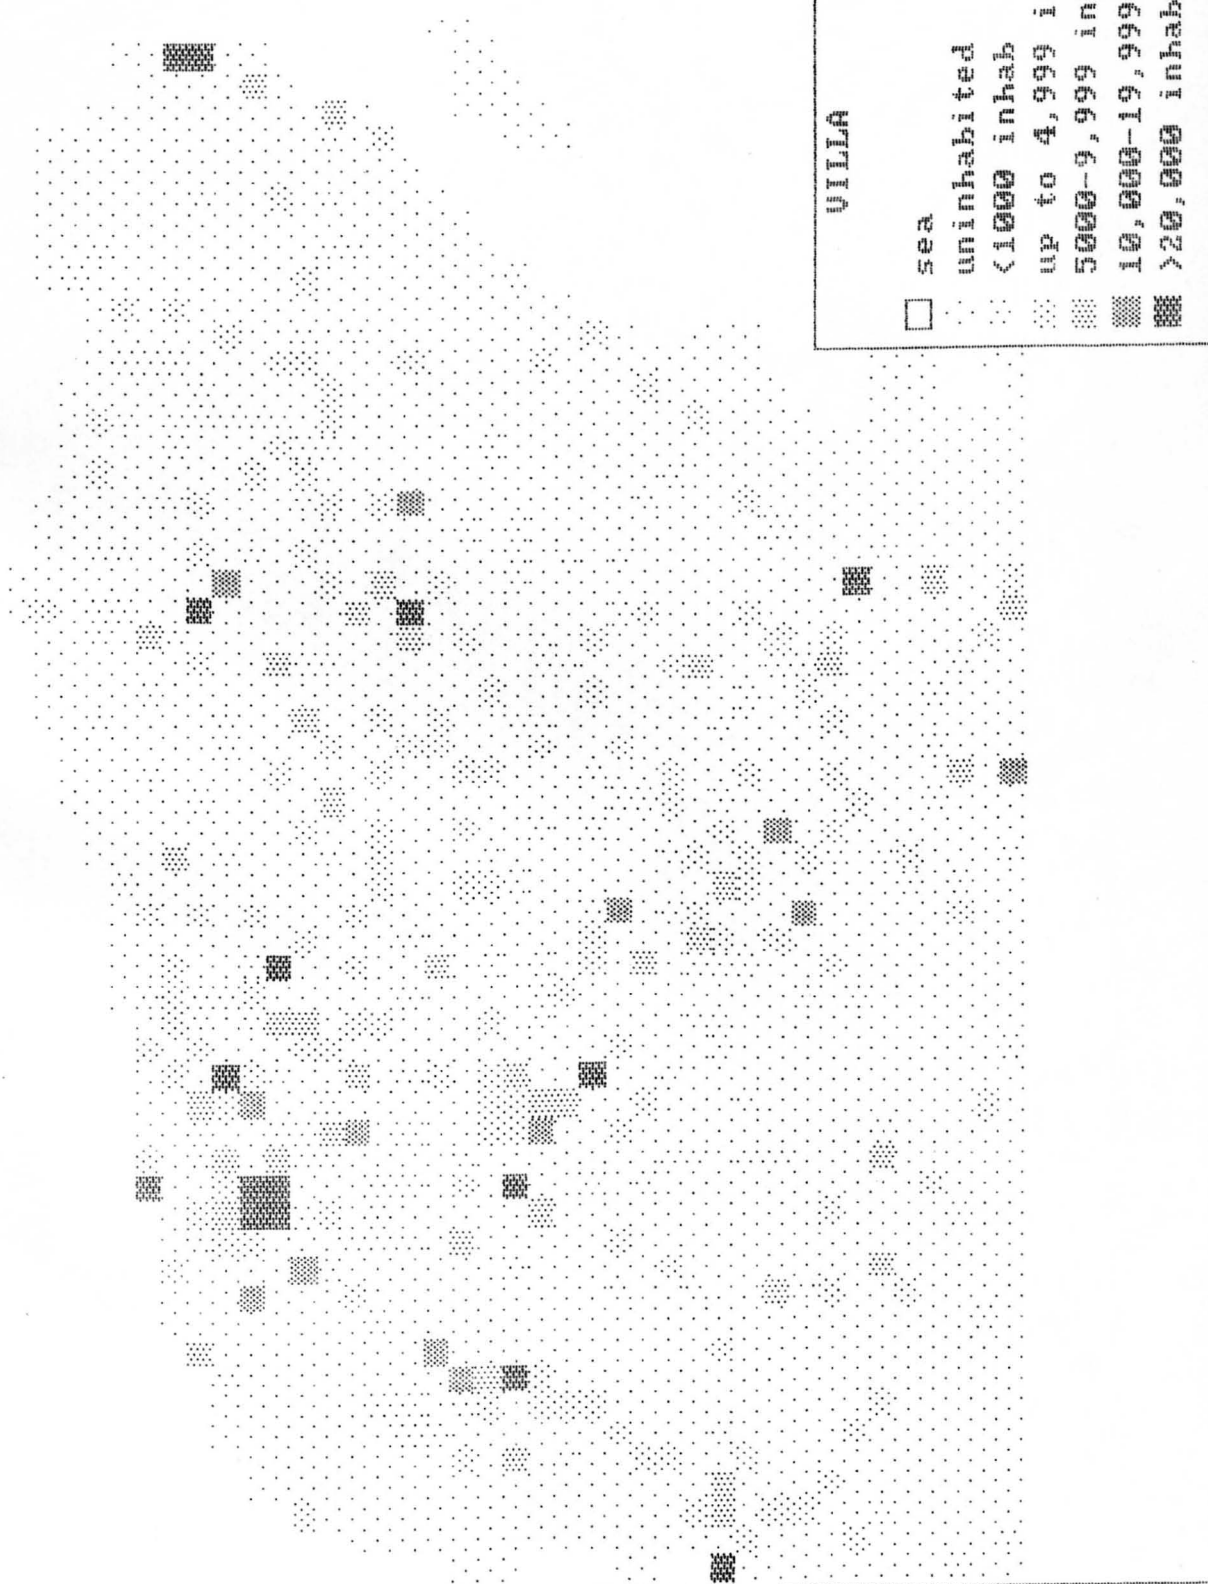 VILLA
sea
uninhabited
<1000 inhab
up to 4,999 i
5000-9,999 in
10,000-19,999
>20,000 inhab